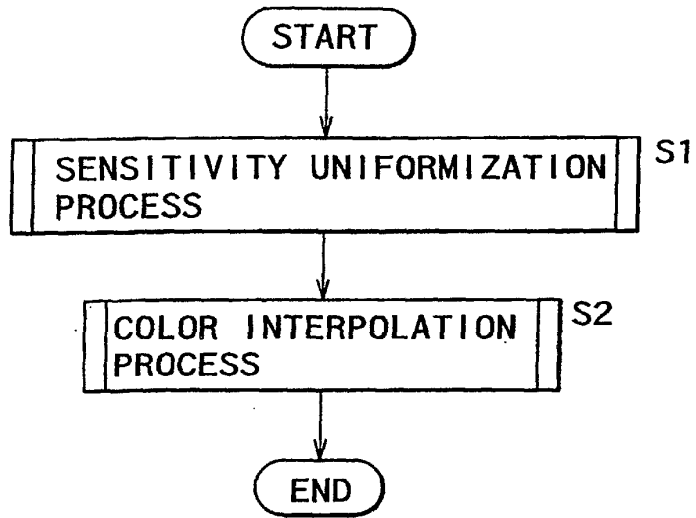 START
SENSITIVITY UNIFORMIZATION PROCESS S1
COLOR INTERPOLATION PROCESS S2
END